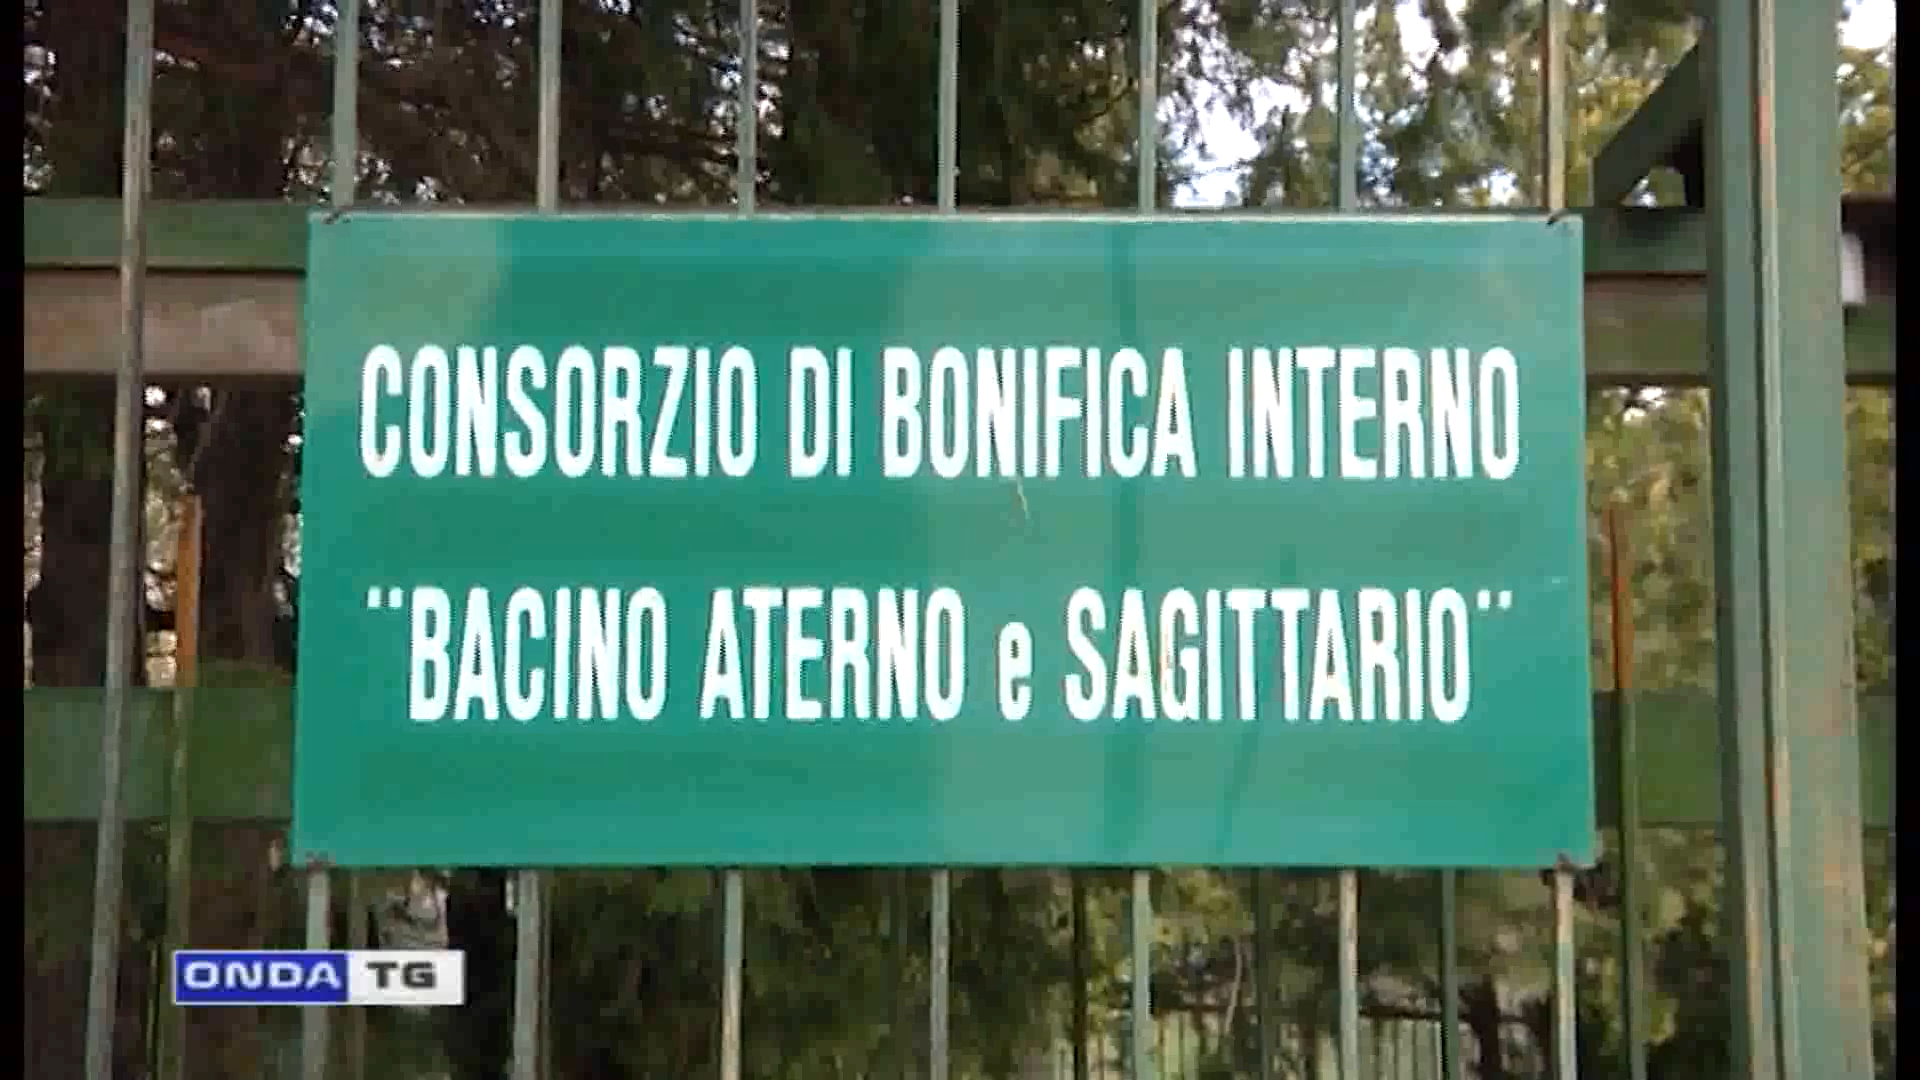 CONSORZIO DI BONIFICA INTERNO
"BACINO ATERNO e SAGITTARIO"
ONDA TG